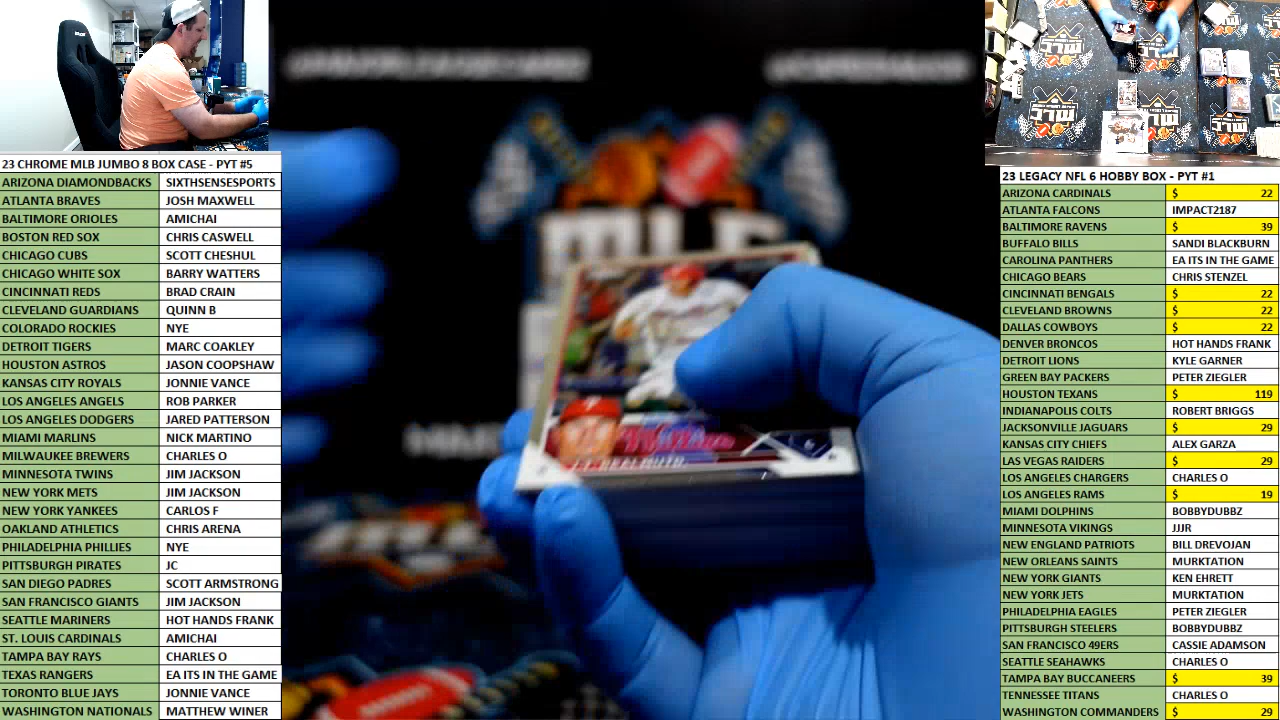 23 CHROME MLB JUMBO 8 BOX CASE - PYT #5
ARIZONA DIAMONDBACKS SIXTHSENSESPORTS
ATLANTA BRAVES JOSH MAXWELL
BALTIMORE ORIOLES AMICHAI
BOSTON RED SOX CHRIS CASWELL
CHICAGO CUBS SCOTT CHESHUL
CHICAGO WHITE SOX BARRY WATTERS
CINCINNATI REDS BRAD CRAIN
CLEVELAND GUARDIANS QUINN B
COLORADO ROCKIES NYE
DETROIT TIGERS MARC COAKLEY
HOUSTON ASTROS JASON COOPSHAW
KANSAS CITY ROYALS JONNIE VANCE
LOS ANGELES ANGELS ROB PARKER
LOS ANGELES DODGERS JARED PATTERSON
MIAMI MARLINS NICK MARTINO
MILWAUKEE BREWERS CHARLES O
MINNESOTA TWINS JIM JACKSON
NEW YORK METS JIM JACKSON
NEW YORK YANKEES CARLOS F
OAKLAND ATHLETICS CHRIS ARENA
PHILADELPHIA PHILLIES NYE
PITTSBURGH PIRATES JC
SAN DIEGO PADRES SCOTT ARMSTRONG
SAN FRANCISCO GIANTS JIM JACKSON
SEATTLE MARINERS HOT HANDS FRANK
ST. LOUIS CARDINALS AMICHAI
TAMPA BAY RAYS CHARLES O
TEXAS RANGERS EA ITS IN THE GAME
TORONTO BLUE JAYS JONNIE VANCE
WASHINGTON NATIONALS MATTHEW WINER
23 LEGACY NFL 6 HOBBY BOX - PYT #1
ARIZONA CARDINALS $ 22
ATLANTA FALCONS IMPACT2187
BALTIMORE RAVENS $ 39
BUFFALO BILLS SANDI BLACKBURN
CAROLINA PANTHERS EA ITS IN THE GAME
CHICAGO BEARS CHRIS STENZEL
CINCINNATI BENGALS $ 22
CLEVELAND BROWNS $ 22
DALLAS COWBOYS $ 22
DENVER BRONCOS HOT HANDS FRANK
DETROIT LIONS KYLE GARNER
GREEN BAY PACKERS PETER ZIEGLER
HOUSTON TEXANS $ 119
INDIANAPOLIS COLTS ROBERT BRIGGS
JACKSONVILLE JAGUARS $ 29
KANSAS CITY CHIEFS ALEX GARZA
LAS VEGAS RAIDERS $ 29
LOS ANGELES CHARGERS CHARLES O
LOS ANGELES RAMS $ 19
MIAMI DOLPHINS BOBBYDUBBZ
MINNESOTA VIKINGS JJJR
NEW ENGLAND PATRIOTS BILL DREVOJAN
NEW ORLEANS SAINTS MURKTATION
NEW YORK GIANTS KEN EHRETT
NEW YORK JETS MURKTATION
PHILADELPHIA EAGLES PETER ZIEGLER
PITTSBURGH STEELERS BOBBYDUBBZ
SAN FRANCISCO 49ERS CASSIE ADAMSON
SEATTLE SEAHAWKS CHARLES O
TAMPA BAY BUCCANEERS $ 39
TENNESSEE TITANS CHARLES O
WASHINGTON COMMANDERS $ 29
J.T. REALMUTO